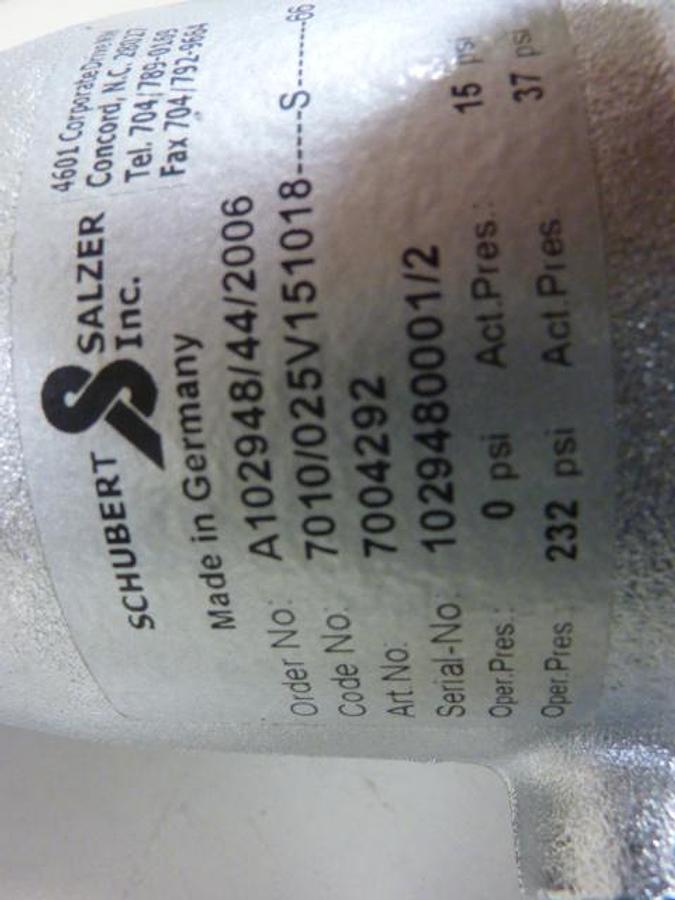 SCHUBERT SALZER Inc.
4601 Corporate Drive
Concord, N.C. 28027
Tel. 704/789-0169
Fax 704/792-9664
Made in Germany
Order No: A102948/44/2006
Code No: 7010/025V151018-----S--------66
Art.No: 7004292
Serial-No: 1029480001/2
Oper.Pres.: 0 psi Act.Pres.: 15 psi
Oper.Pres 232 psi Act.Pres 37 psi